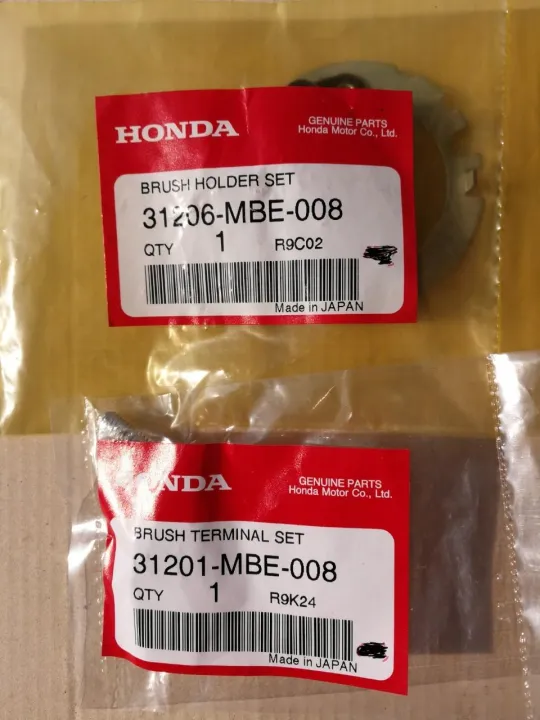 HONDA
GENUINE PARTS
Honda Motor Co., Ltd.
BRUSH HOLDER SET
31206-MBE-008
QTY 1 R9C02
Made in JAPAN
HONDA
GENUINE PARTS
Honda Motor Co., Ltd.
BRUSH TERMINAL SET
31201-MBE-008
QTY 1 R9K24
Made in JAPAN